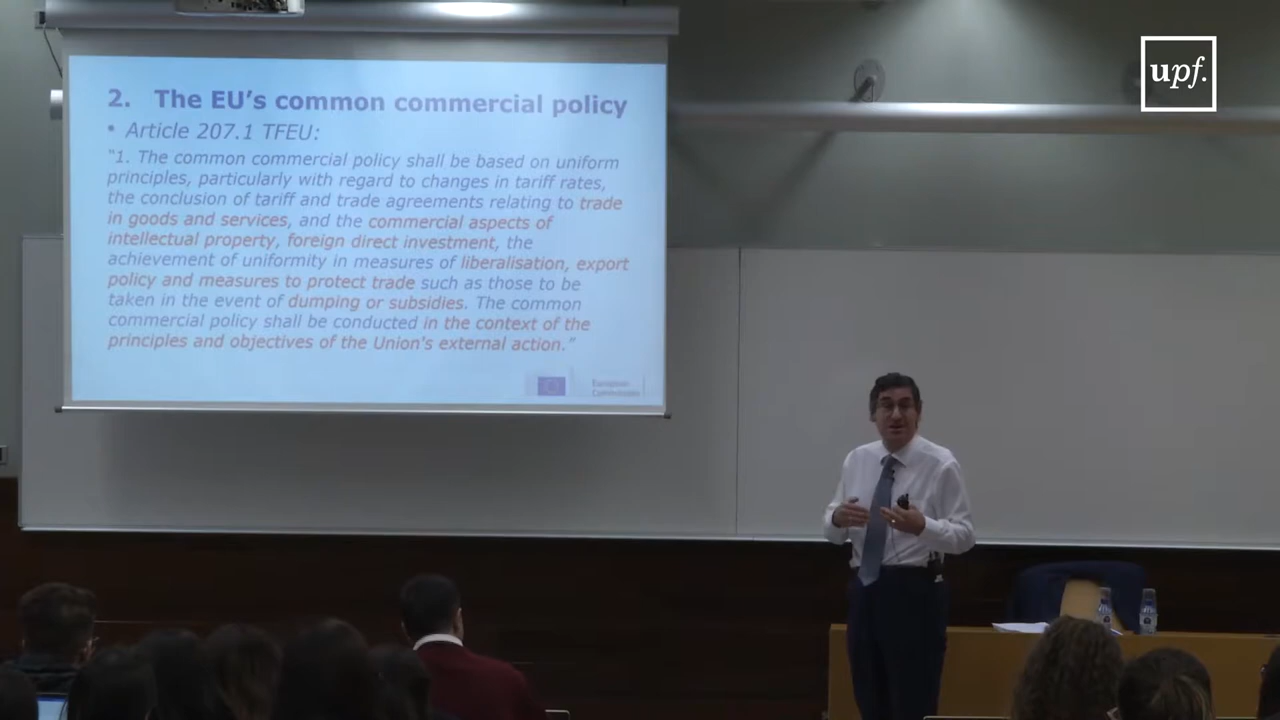 upf.
2. The EU's common commercial policy
• Article 207.1 TFEU:
"1. The common commercial policy shall be based on uniform
principles, particularly with regard to changes in tariff rates,
the conclusion of tariff and trade agreements relating to trade
in goods and services, and the commercial aspects of
intellectual property, foreign direct investment, the
achievement of uniformity in measures of liberalisation, export
policy and measures to protect trade such as those to be
taken in the event of dumping or subsidies. The common
commercial policy shall be conducted in the context of the
principles and objectives of the Union's external action."
European
Commission